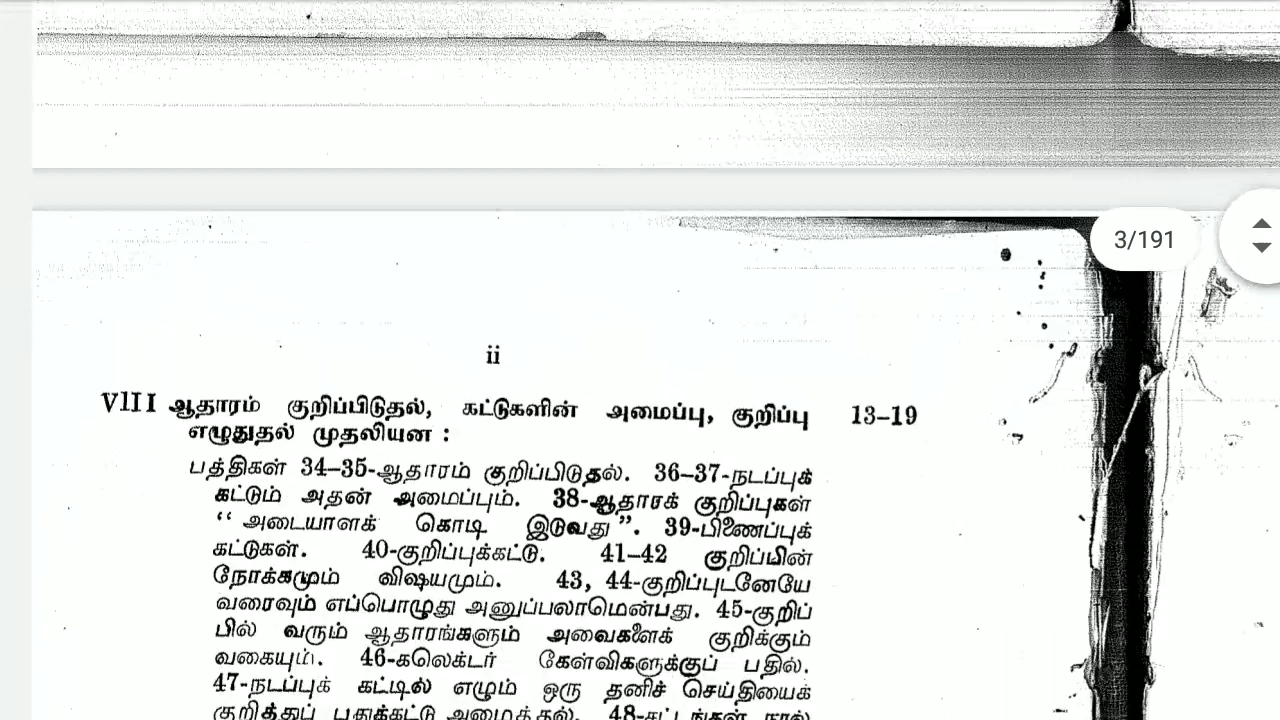 3/191
ii
VIII ஆதாரம் குறிப்பிடுதல், கட்டுகளின் அமைப்பு, குறிப்பு 13–19
எழுதுதல் முதலியன :
பத்திகள் 34–35-ஆதாரம் குறிப்பிடுதல். 36–37-நடப்புக்
கட்டும் அதன் அமைப்பும். 38-ஆதாரக் குறிப்புகள்
“ அடையாளக் கொடி இடுவது ”. 39-பிணைப்புக்
கட்டுகள். 40-குறிப்புக்கட்டு. 41–42 குறிப்பின்
நோக்கமும் விஷயமும். 43, 44-குறிப்புடனேயே
வரைவும் எப்பொழுது அனுப்பலாமென்பது. 45-குறிப்
பில் வரும் ஆதாரங்களும் அவைகளைக் குறிக்கும்
வகையும். 46-கலெக்டர் கேள்விகளுக்குப் பதில்.
47-நடப்புக் கட்டில் எழும் ஒரு தனிச் செய்தியைக்
குறித்துப் புதுக்கட்டு அமைத்தல்.